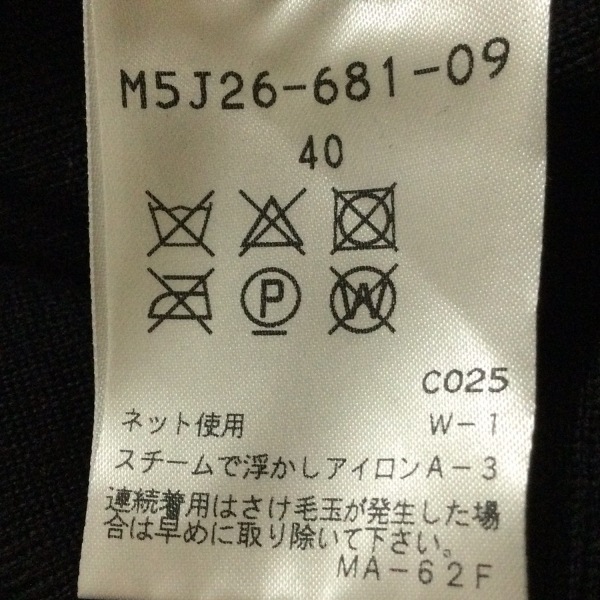 M5J26-681-09
40
P
W
C025
ネット使用 W-1
スチームで浮かしアイロンA-3
連続着用はさけ毛玉が発生した場
合は早めに取り除いて下さい。
MA-62F